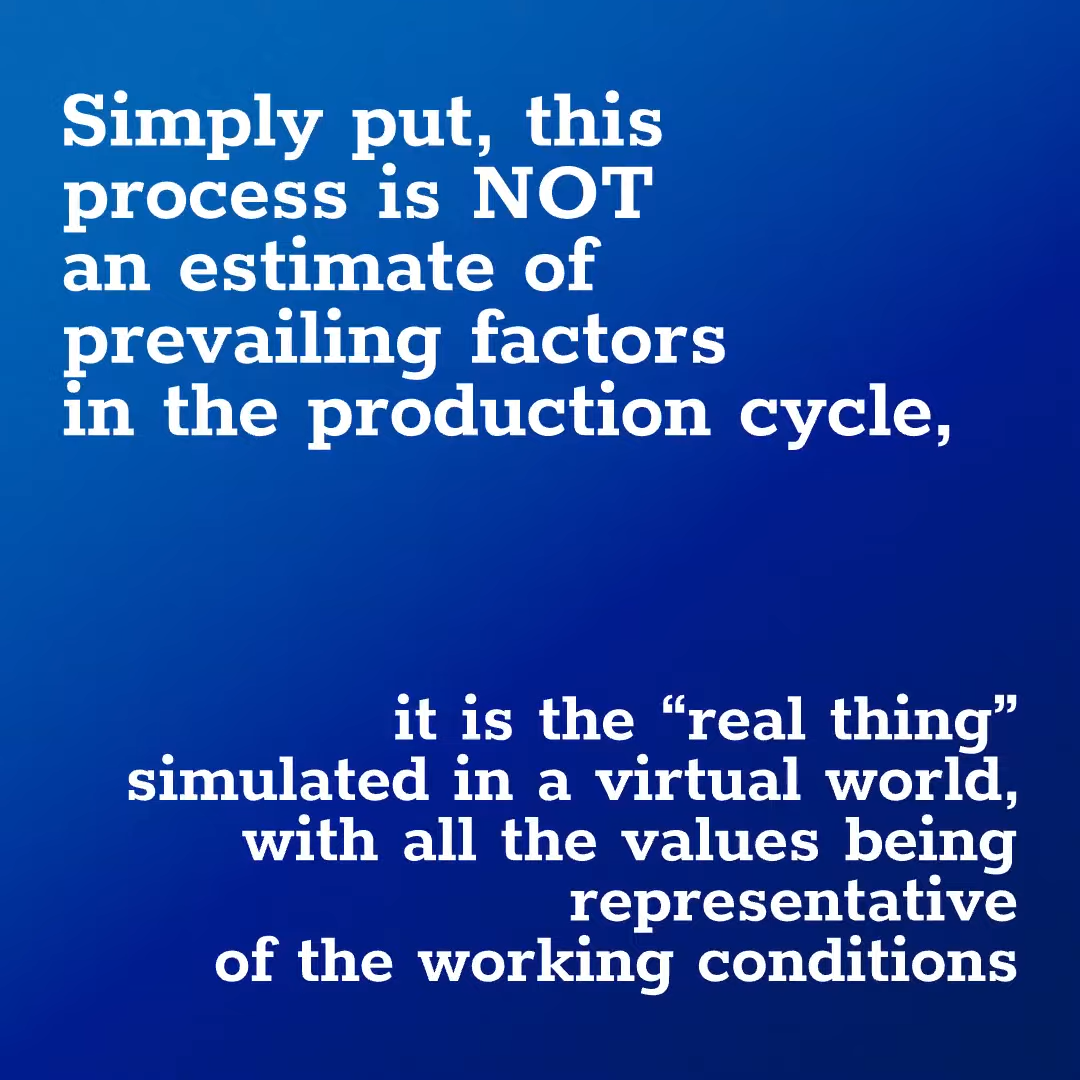 Simply put, this
process is NOT
an estimate of
prevailing factors
in the production cycle,
it is the “real thing”
simulated in a virtual world,
with all the values being
representative
of the working conditions